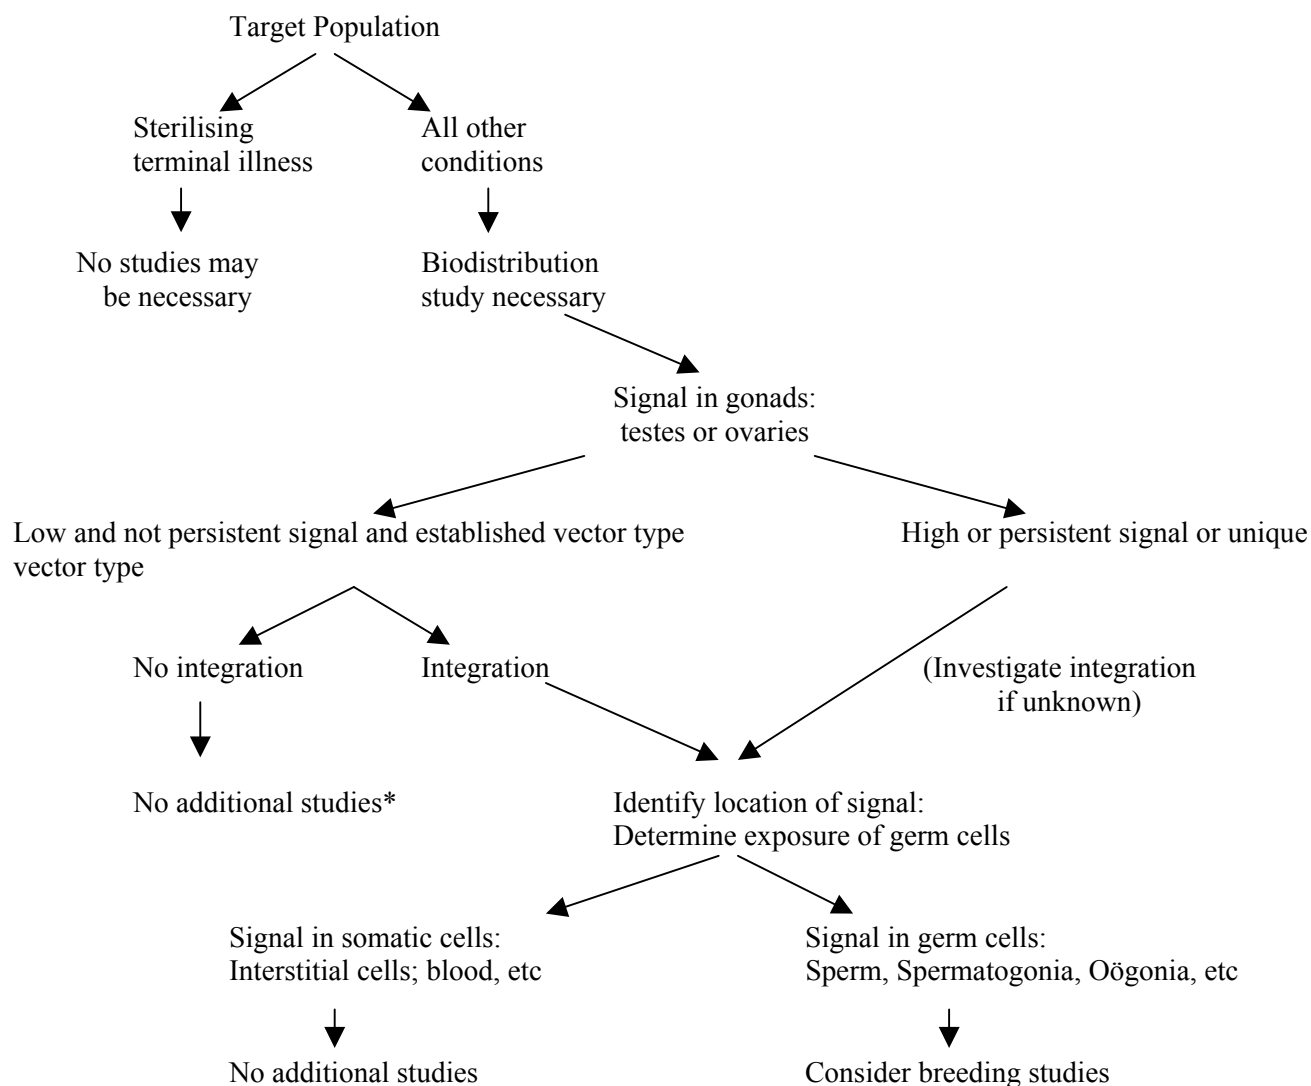 Target Population
Sterilising
terminal illness
All other
conditions
No studies may
be necessary
Biodistribution
study necessary
Signal in gonads:
testes or ovaries
Low and not persistent signal and established vector type
High or persistent signal or unique
vector type
No integration
Integration
(Investigate integration
if unknown)
No additional studies*
Identify location of signal:
Determine exposure of germ cells
Signal in somatic cells:
Interstitial cells; blood, etc
Signal in germ cells:
Sperm, Spermatogonia, Oögonia, etc
No additional studies
Consider breeding studies